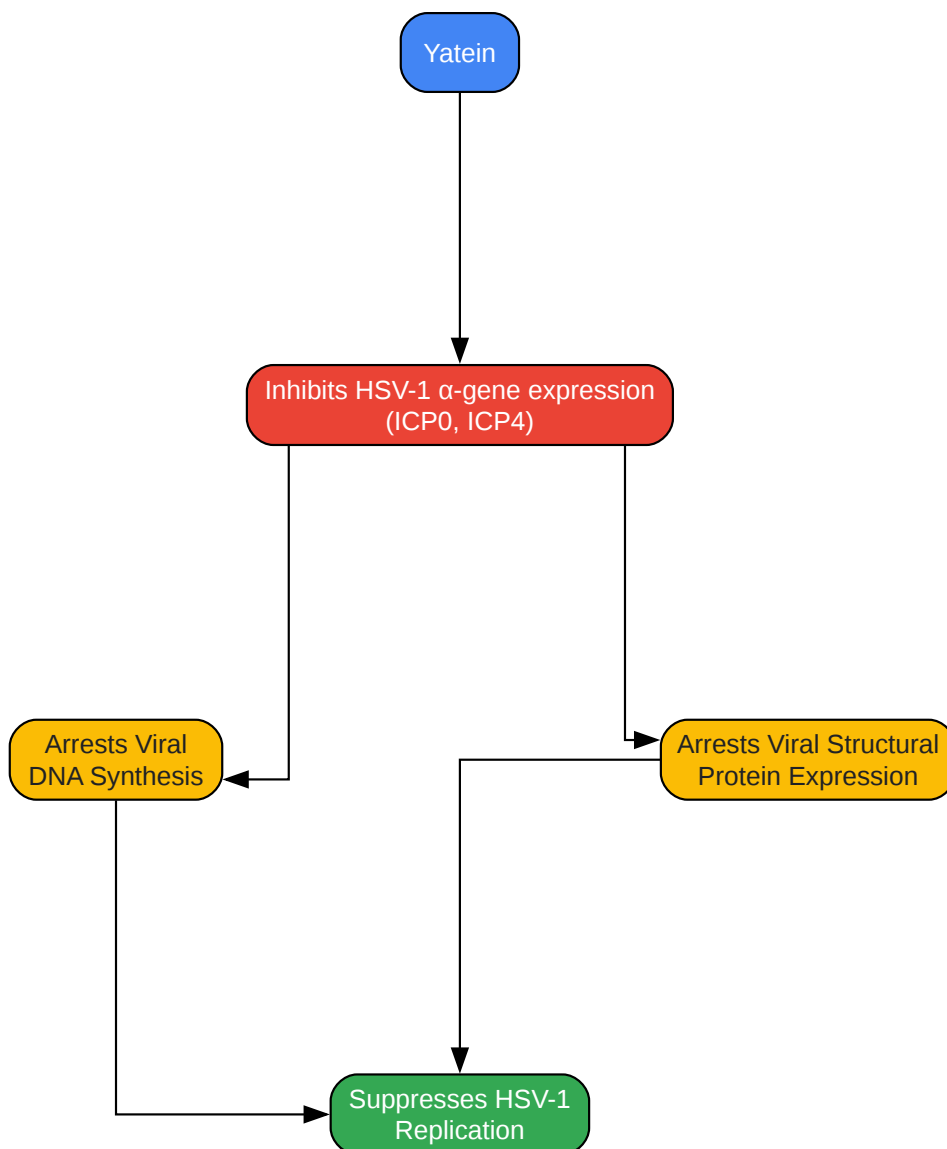 Yatein
Inhibits HSV-1 α-gene expression
(ICP0, ICP4)
Arrests Viral
DNA Synthesis
Arrests Viral Structural
Protein Expression
Suppresses HSV-1
Replication